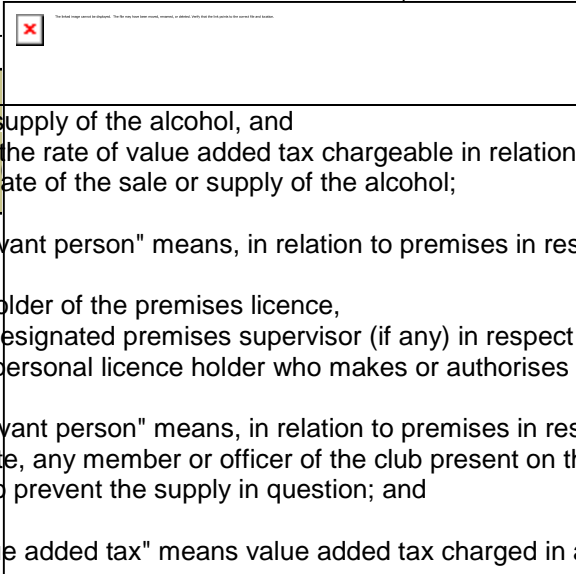 The linked image cannot be displayed. The file may have been moved, renamed, or deleted. Verify that the link points to the correct file and location.
supply of the alcohol, and
the rate of value added tax chargeable in relation
ate of the sale or supply of the alcohol;
vant person" means, in relation to premises in res
older of the premises licence,
esignated premises supervisor (if any) in respect
personal licence holder who makes or authorises
vant person" means, in relation to premises in res
te, any member or officer of the club present on th
o prevent the supply in question; and
e added tax" means value added tax charged in a